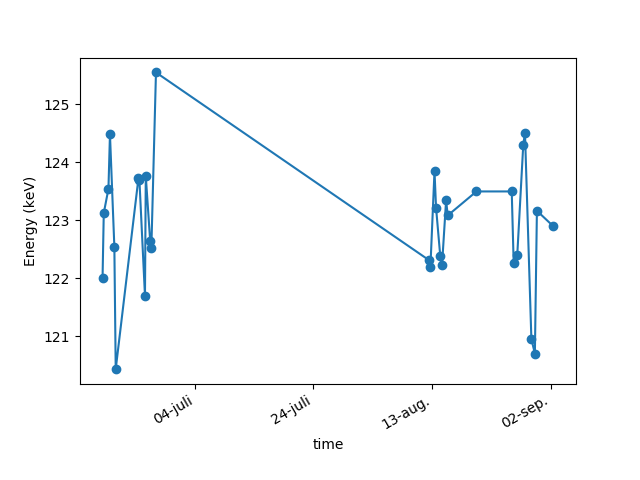 125
124
123
122
121
Energy (keV)
04-juli
24-juli
13-aug.
02-sep.
time